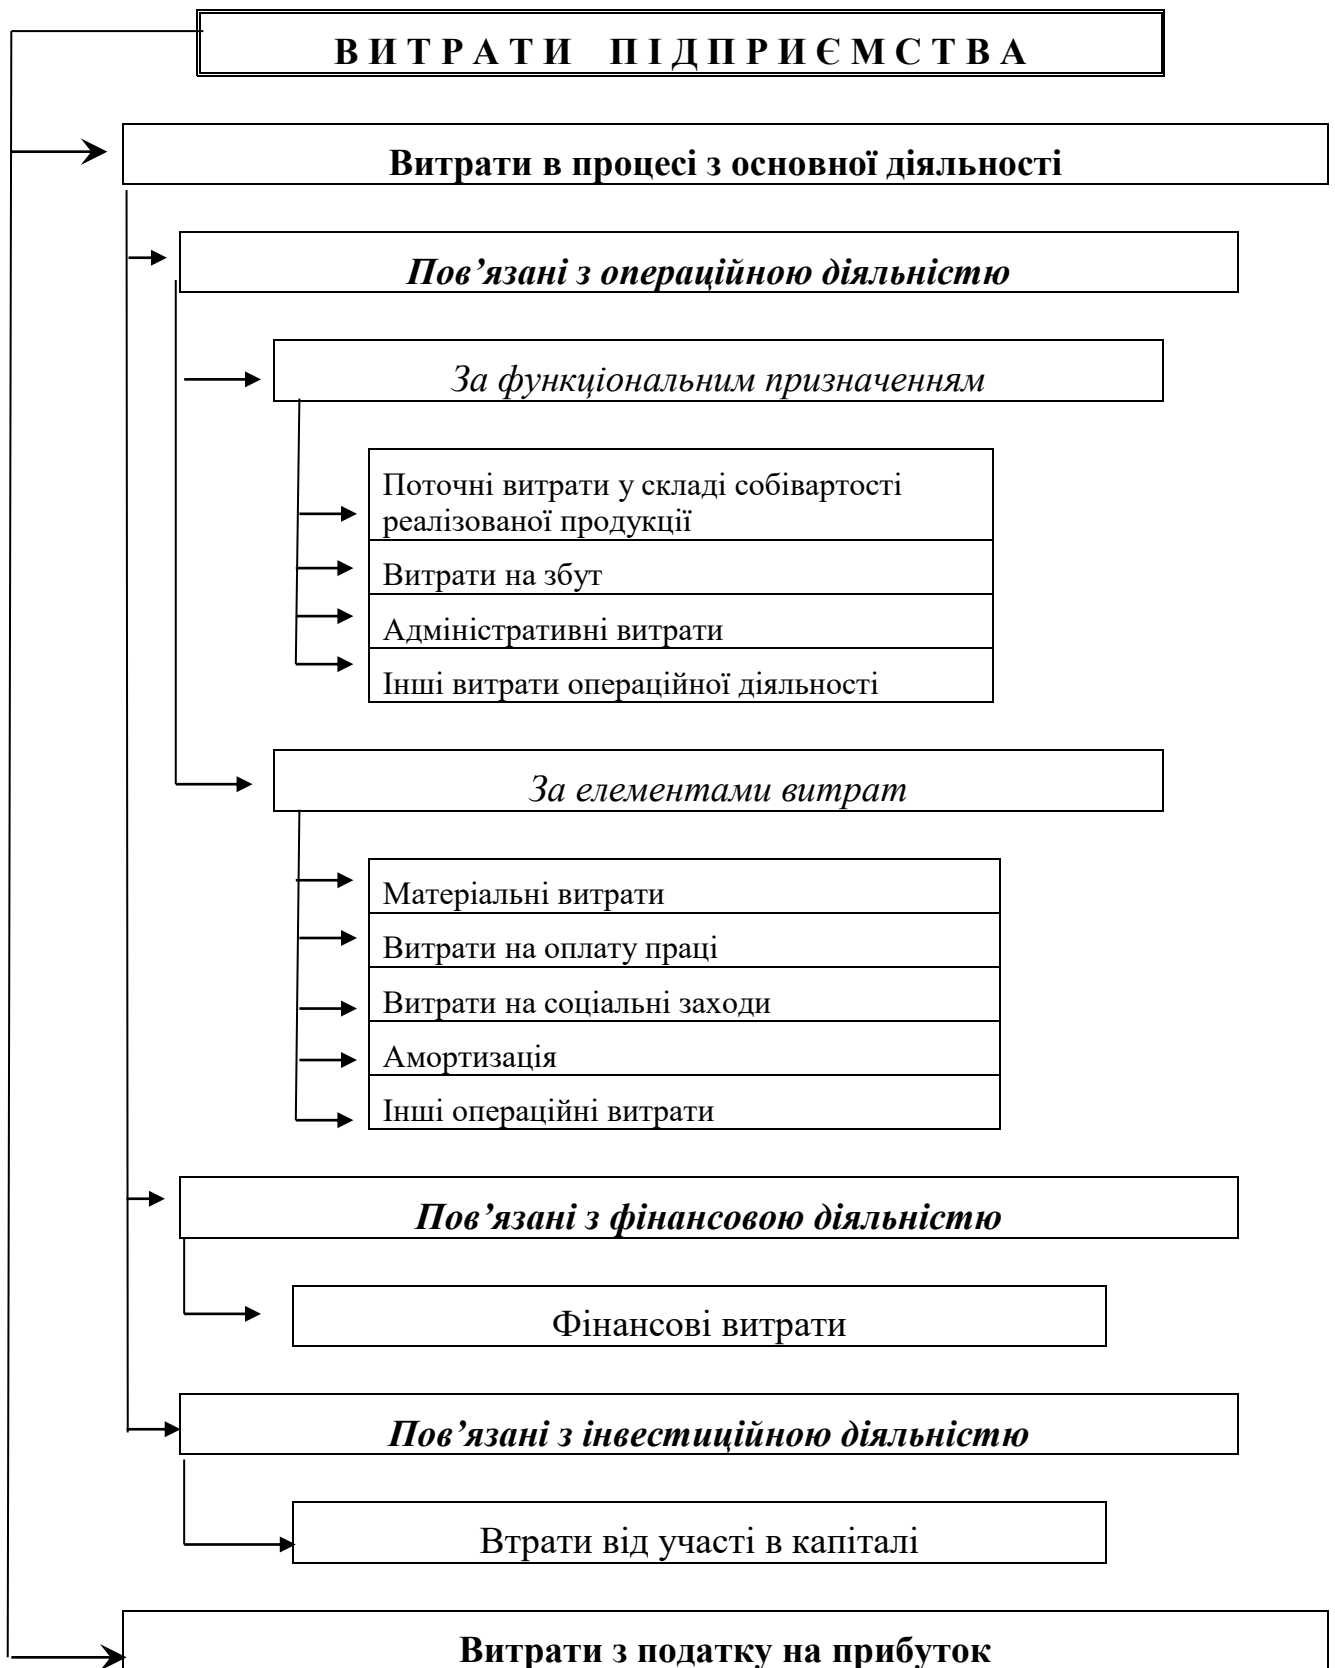 ВИТРАТИ ПІДПРИЄМСТВА
Витрати в процесі з основної діяльності
Пов’язані з операційною діяльністю
За функціональним призначенням
Поточні витрати у складі собівартості
реалізованої продукції
Витрати на збут
Адміністративні витрати
Інші витрати операційної діяльності
За елементами витрат
Матеріальні витрати
Витрати на оплату праці
Витрати на соціальні заходи
Амортизація
Інші операційні витрати
Пов’язані з фінансовою діяльністю
Фінансові витрати
Пов’язані з інвестиційною діяльністю
Втрати від участі в капіталі
Витрати з податку на прибуток